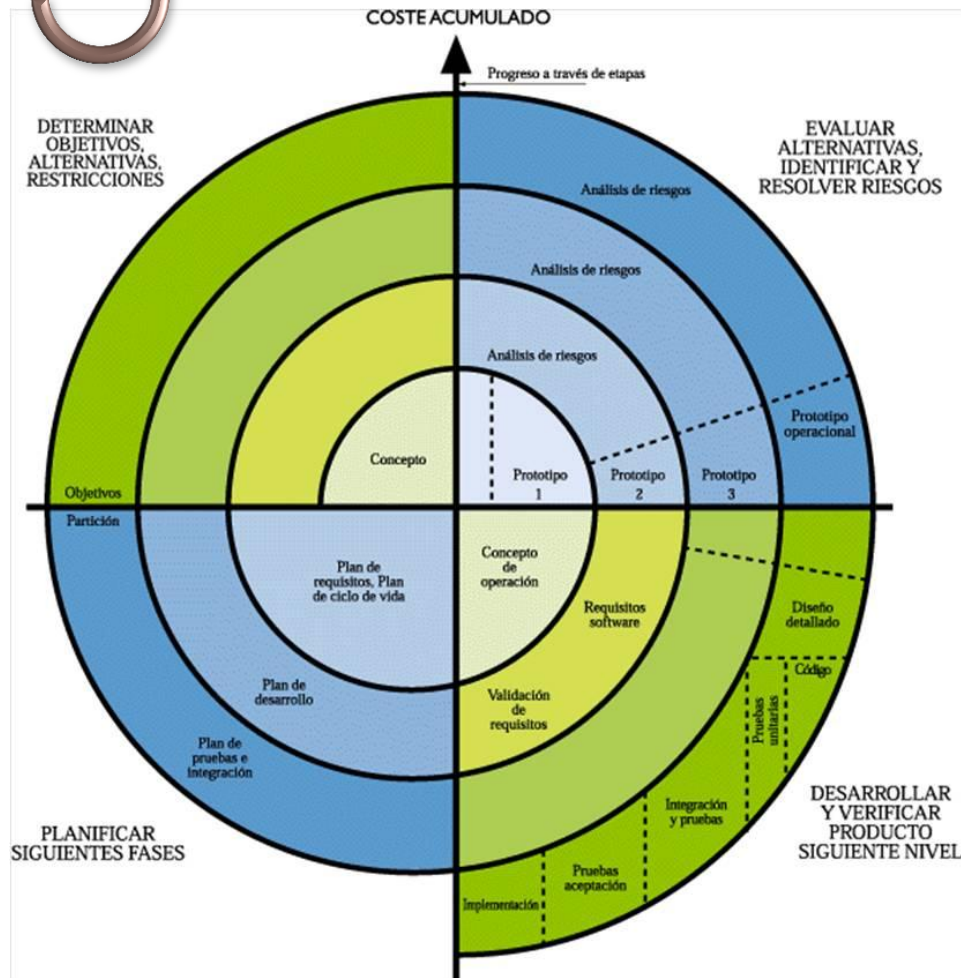 COSTE ACUMULADO
Progreso a través de etapas
DETERMINAR
OBJETIVOS,
ALTERNATIVAS,
RESTRICCIONES
EVALUAR
ALTERNATIVAS,
IDENTIFICAR Y
RESOLVER RIESGOS
Análisis de riesgos
Análisis de riesgos
Análisis de riesgos
Concepto
Prototipo
1
Prototipo
2
Prototipo
3
Prototipo
operacional
Objetivos
Partición
Plan de
requisitos, Plan
de ciclo de vida
Concepto
de
operación
Requisitos
software
Diseño
detallado
Código
Pruebas
unitarias
Plan de
desarrollo
Validación
de
requisitos
Plan de
pruebas e
integración
Integración
y pruebas
Pruebas
aceptación
Implementación
PLANIFICAR
SIGUIENTES FASES
DESARROLLAR
Y VERIFICAR
PRODUCTO
SIGUIENTE NIVEL